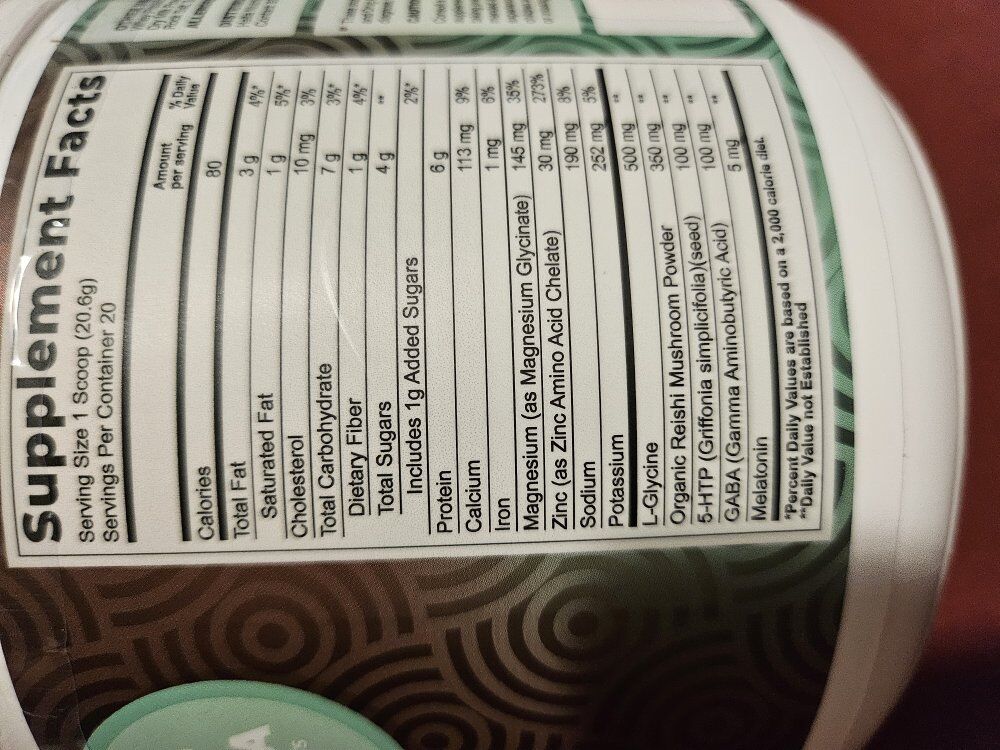 Supplement Facts
Serving Size 1 Scoop (20.6g)
Servings Per Container 20
Amount per serving % Daily Value
Calories 80
Total Fat 3 g 4%*
Saturated Fat 1 g 5%*
Cholesterol 10 mg 3%
Total Carbohydrate 7 g 3%*
Dietary Fiber 1 g 4%*
Total Sugars 4 g **
Includes 1g Added Sugars 2%*
Protein 6 g
Calcium 113 mg 9%
Iron 1 mg 6%
Magnesium (as Magnesium Glycinate) 145 mg 35%
Zinc (as Zinc Amino Acid Chelate) 30 mg 273%
Sodium 190 mg 8%
Potassium 252 mg 5%
L-Glycine 500 mg **
Organic Reishi Mushroom Powder 350 mg **
5-HTP (Griffonia simplicifolia)(seed) 100 mg **
GABA (Gamma Aminobutyric Acid) 100 mg **
Melatonin 5 mg **
*Percent Daily Values are based on a 2,000 calorie diet.
**Daily Value not Established